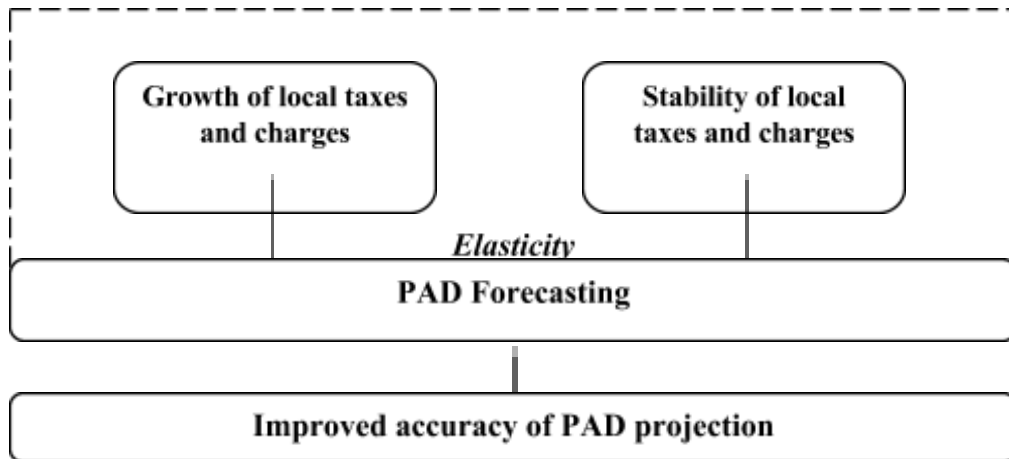 Growth of local taxes
and charges
Stability of local
taxes and charges
Elasticity
PAD Forecasting
Improved accuracy of PAD projection